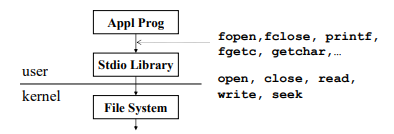 Appl Prog
fopen,fclose, printf,
fgetc, getchar,…
Stdio Library
user
open, close, read,
write, seek
kernel
File System